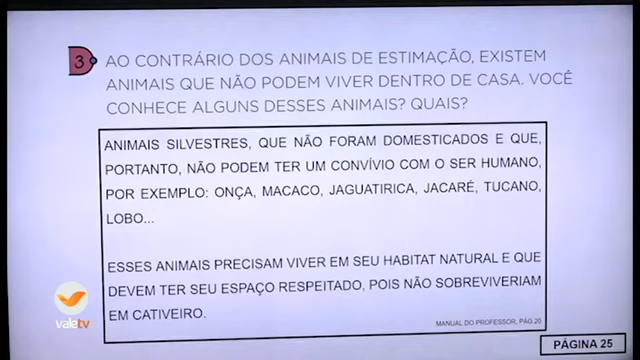 3
AO CONTRÁRIO DOS ANIMAIS DE ESTIMAÇÃO, EXISTEM
ANIMAIS QUE NÃO PODEM VIVER DENTRO DE CASA. VOCÊ
CONHECE ALGUNS DESSES ANIMAIS? QUAIS?
ANIMAIS SILVESTRES, QUE NÃO FORAM DOMESTICADOS E QUE,
PORTANTO, NÃO PODEM TER UM CONVÍVIO COM O SER HUMANO,
POR EXEMPLO: ONÇA, MACACO, JAGUATIRICA, JACARÉ, TUCANO,
LOBO...
ESSES ANIMAIS PRECISAM VIVER EM SEU HABITAT NATURAL E QUE
DEVEM TER SEU ESPAÇO RESPEITADO, POIS NÃO SOBREVIVERIAM
EM CATIVEIRO.
MANUAL DO PROFESSOR, PÁG.20
valetv
PÁGINA 25